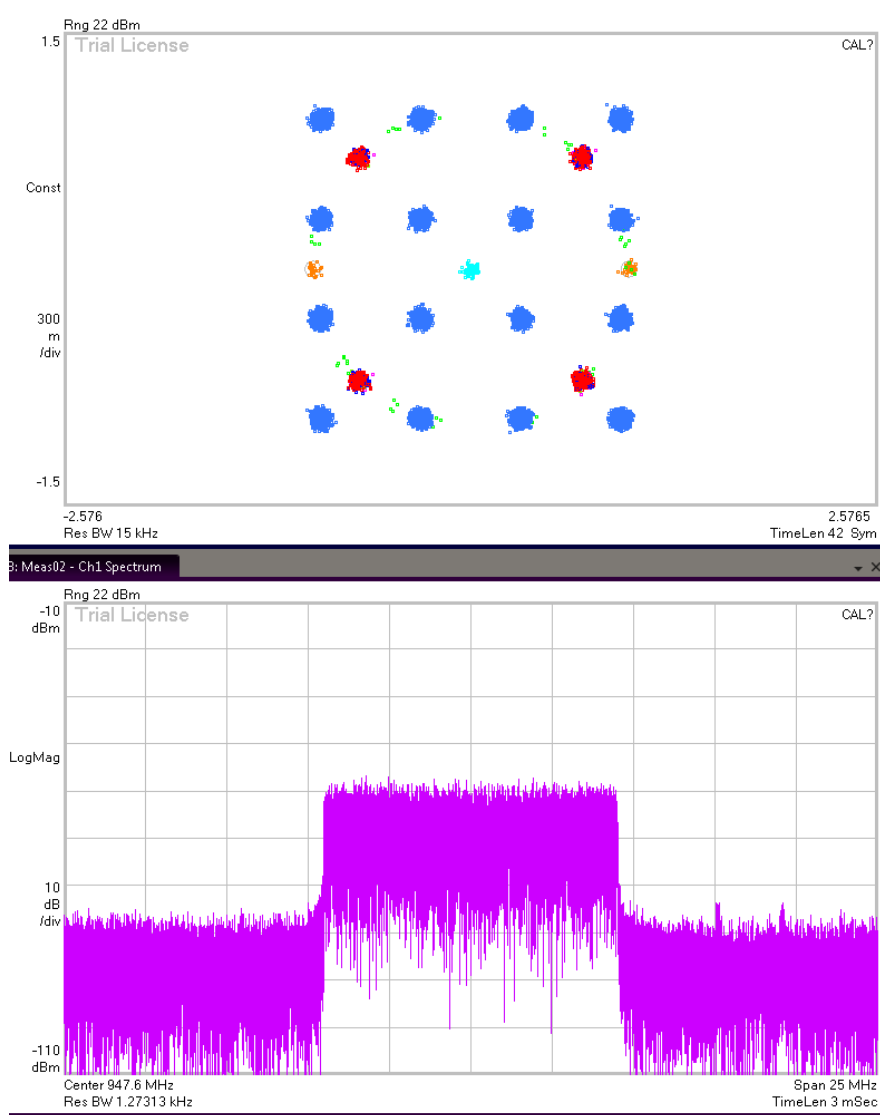 Rng 22 dBm
1.5
Trial License
CAL?
Const
300
m
/div
-1.5
-2.576
2.5765
Res BW 15 kHz
TimeLen 42 Sym
B: Meas02 - Ch1 Spectrum
Rng 22 dBm
-10
dBm
Trial License
CAL?
LogMag
10
dB
/div
-110
dBm
Center 947.6 MHz
Span 25 MHz
Res BW 1.27313 kHz
TimeLen 3 mSec